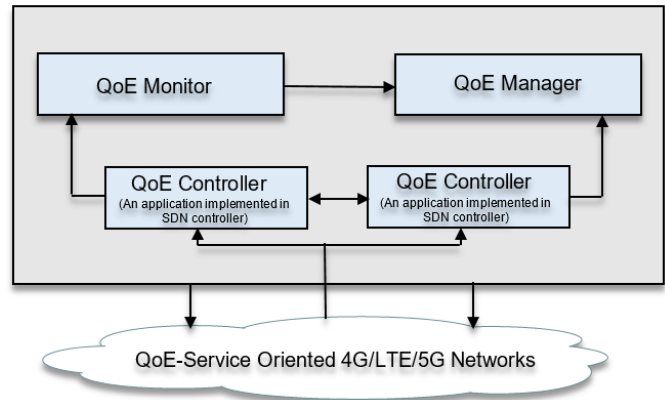 QoE Monitor
QoE Manager
QoE Controller
(An application implemented in
SDN controller)
QoE Controller
(An application implemented in
SDN controller)
QoE-Service Oriented 4G/LTE/5G Networks